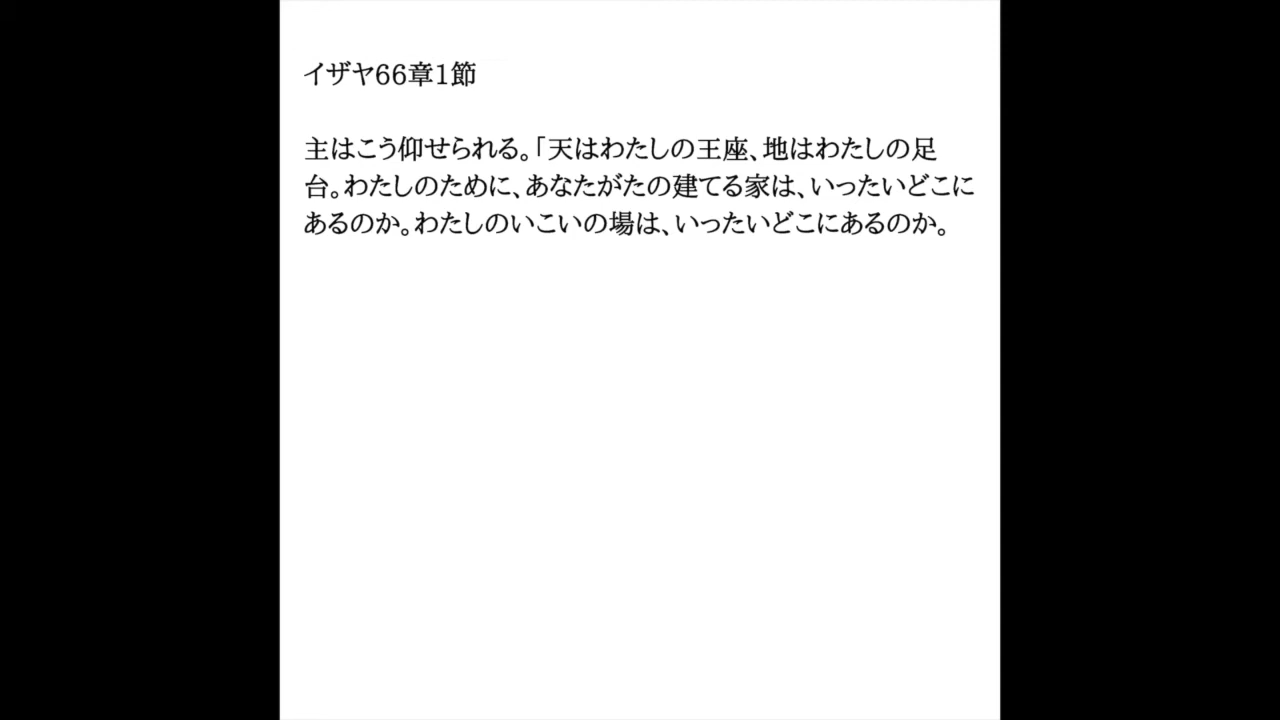 イザヤ66章1節
主はこう仰せられる。「天はわたしの王座、地はわたしの足
台。わたしのために、あなたがたの建てる家は、いったいどこに
あるのか。わたしのいこいの場は、いったいどこにあるのか。